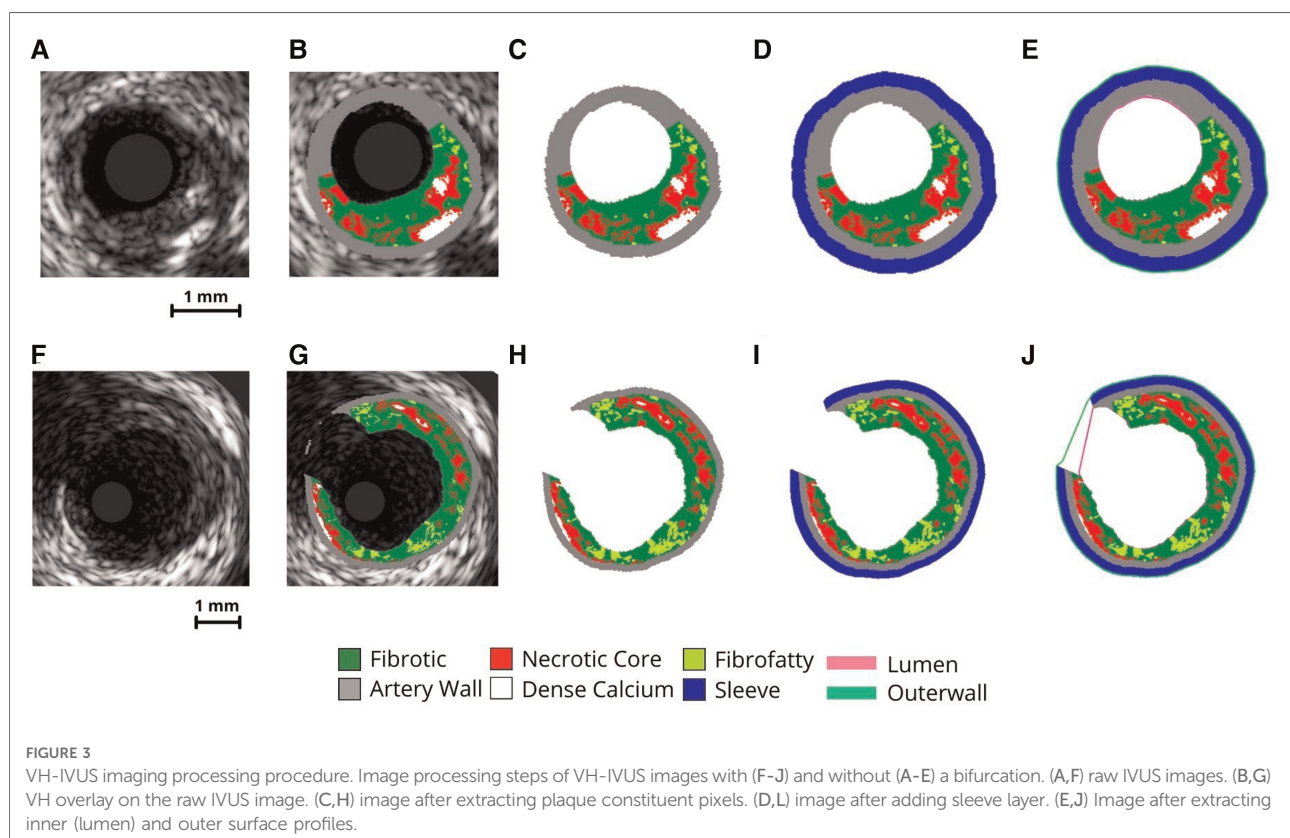 A
B
C
D
E
1 mm
F
G
H
I
J
1 mm
Fibrotic
Necrotic Core
Fibrofatty
Lumen
Artery Wall
Dense Calcium
Sleeve
Outerwall
FIGURE 3
VH-IVUS imaging processing procedure. Image processing steps of VH-IVUS images with (F-J) and without (A-E) a bifurcation. (A,F) raw IVUS images. (B,G)
VH overlay on the raw IVUS image. (C,H) image after extracting plaque constituent pixels. (D,L) image after adding sleeve layer. (E,J) Image after extracting
inner (lumen) and outer surface profiles.